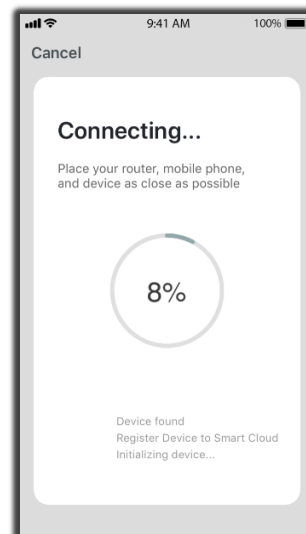 9:41 AM 100%
Cancel
Connecting...
Place your router, mobile phone,
and device as close as possible
8%
Device found
Register Device to Smart Cloud
Initializing device...